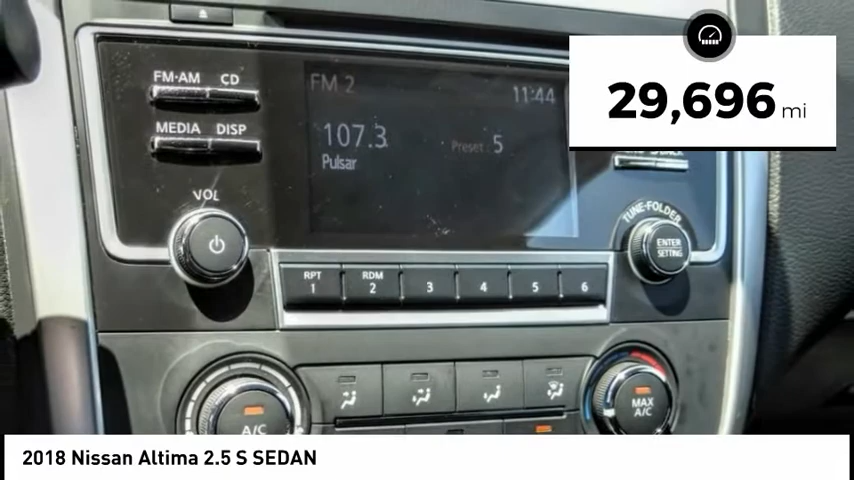 29,696 mi
FM·AM CD
FM 2
11:44
MEDIA DISP
107.3
Preset 5
Pulsar
VOL
TUNE·FOLDER
ENTER
SETTING
RPT
1
RDM
2
3
4
5
6
A/C
MAX
A/C
2018 Nissan Altima 2.5 S SEDAN